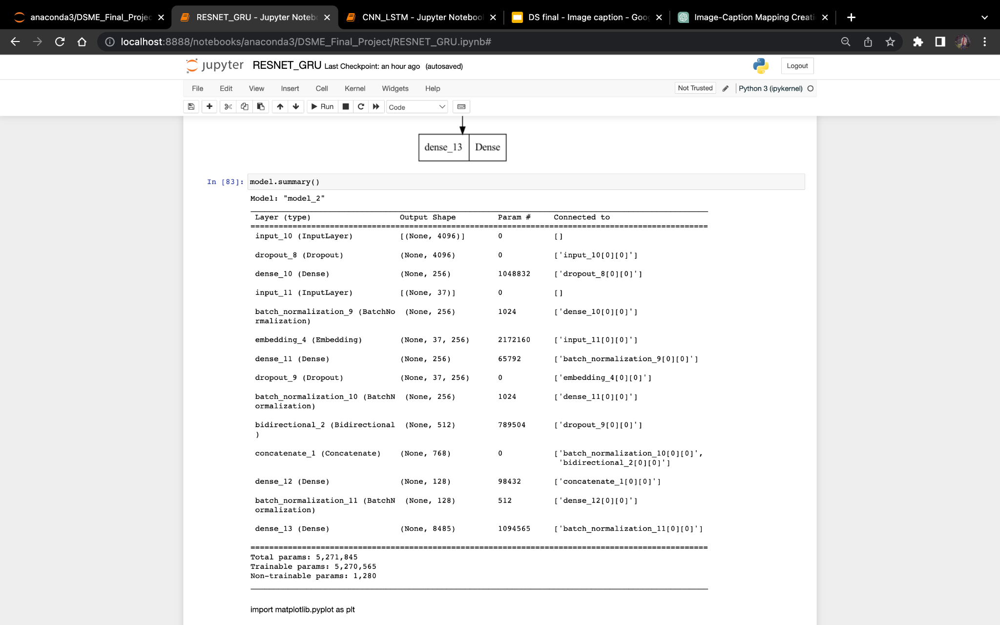 anaconda3/DSME_Final_Projec
RESNET_GRU - Jupyter Noteb
CNN_LSTM - Jupyter Noteboo
DS final - Image caption - Goo
Image-Caption Mapping Creati
localhost:8888/notebooks/anaconda3/DSME_Final_Project/RESNET_GRU.ipynb#
jupyter RESNET_GRU Last Checkpoint: an hour ago (autosaved)
Logout
File Edit View Insert Cell Kernel Widgets Help
Not Trusted
Python 3 (ipykernel)
Run
Code
dense_13 Dense
In [83]: model.summary()
Model: "model_2"
Layer (type) Output Shape Param # Connected to
==================================================================================================
input_10 (InputLayer) [(None, 4096)] 0 []
dropout_8 (Dropout) (None, 4096) 0 ['input_10[0][0]']
dense_10 (Dense) (None, 256) 1048832 ['dropout_8[0][0]']
input_11 (InputLayer) [(None, 37)] 0 []
batch_normalization_9 (BatchNo (None, 256) 1024 ['dense_10[0][0]']
rmalization)
embedding_4 (Embedding) (None, 37, 256) 2172160 ['input_11[0][0]']
dense_11 (Dense) (None, 256) 65792 ['batch_normalization_9[0][0]']
dropout_9 (Dropout) (None, 37, 256) 0 ['embedding_4[0][0]']
batch_normalization_10 (BatchN (None, 256) 1024 ['dense_11[0][0]']
ormalization)
bidirectional_2 (Bidirectional (None, 512) 789504 ['dropout_9[0][0]']
)
concatenate_1 (Concatenate) (None, 768) 0 ['batch_normalization_10[0][0]',
'bidirectional_2[0][0]']
dense_12 (Dense) (None, 128) 98432 ['concatenate_1[0][0]']
batch_normalization_11 (BatchN (None, 128) 512 ['dense_12[0][0]']
ormalization)
dense_13 (Dense) (None, 8485) 1094565 ['batch_normalization_11[0][0]']
==================================================================================================
Total params: 5,271,845
Trainable params: 5,270,565
Non-trainable params: 1,280
import matplotlib.pyplot as plt